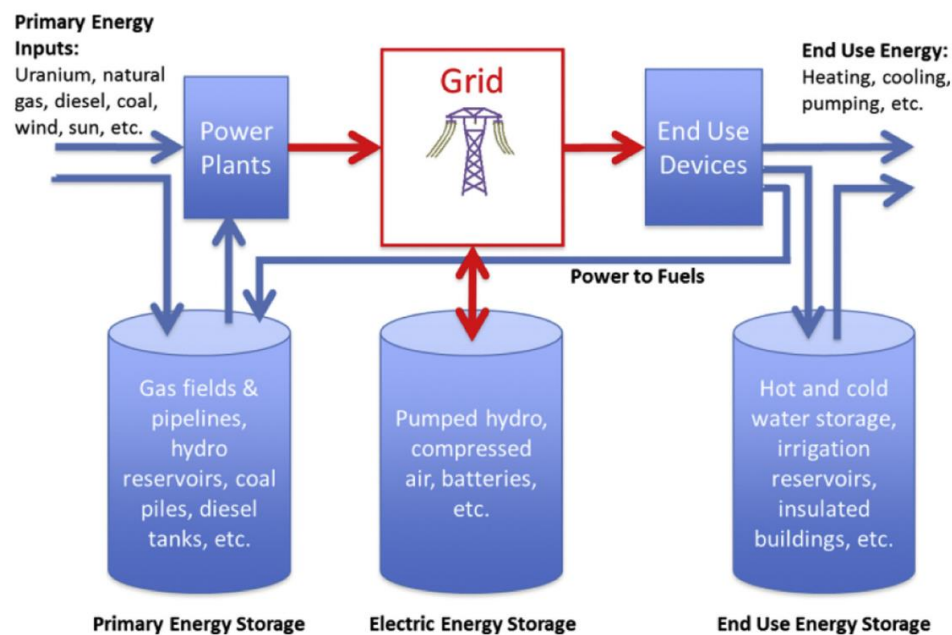 Primary Energy
Inputs:
Uranium, natural
gas, diesel, coal,
wind, sun, etc.
Power
Plants
Grid
End Use
Devices
End Use Energy:
Heating, cooling,
pumping, etc.
Power to Fuels
Gas fields &
pipelines,
hydro
reservoirs, coal
piles, diesel
tanks, etc.
Pumped hydro,
compressed
air, batteries,
etc.
Hot and cold
water storage,
irrigation
reservoirs,
insulated
buildings, etc.
Primary Energy Storage
Electric Energy Storage
End Use Energy Storage